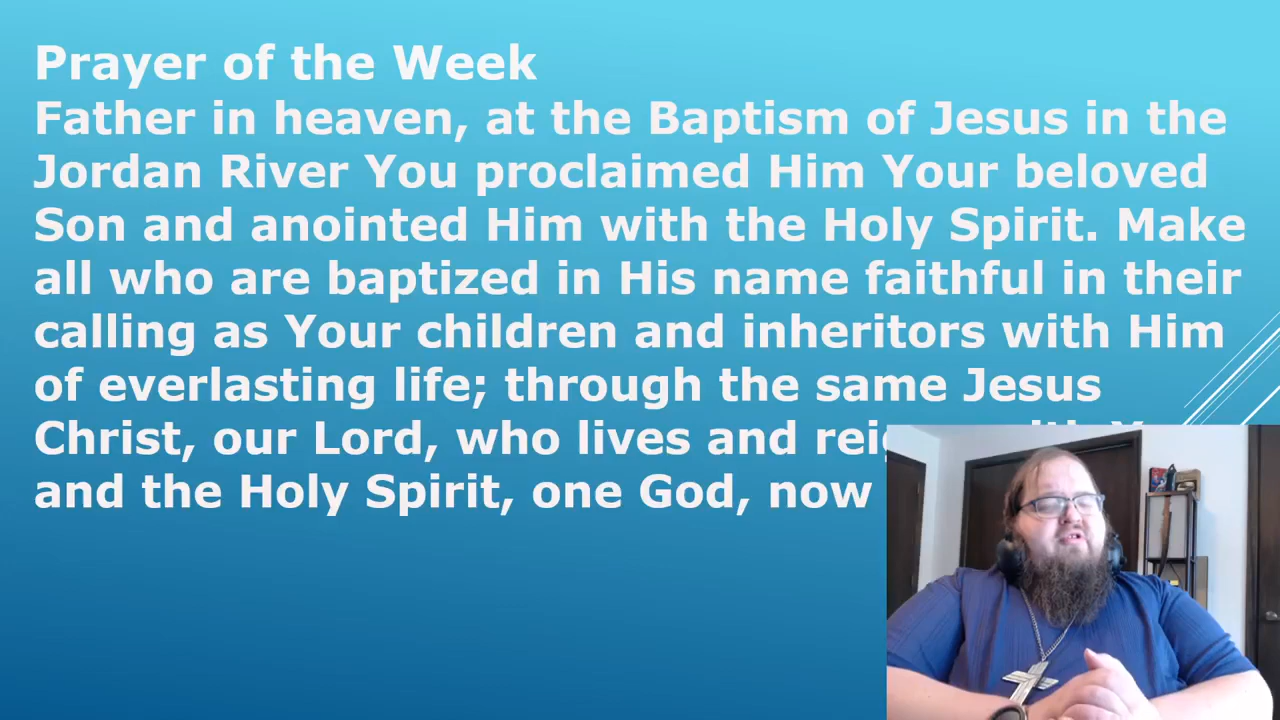 Prayer of the Week
Father in heaven, at the Baptism of Jesus in the
Jordan River You proclaimed Him Your beloved
Son and anointed Him with the Holy Spirit. Make
all who are baptized in His name faithful in their
calling as Your children and inheritors with Him
of everlasting life; through the same Jesus
Christ, our Lord, who lives and
and the Holy Spirit, one God, now